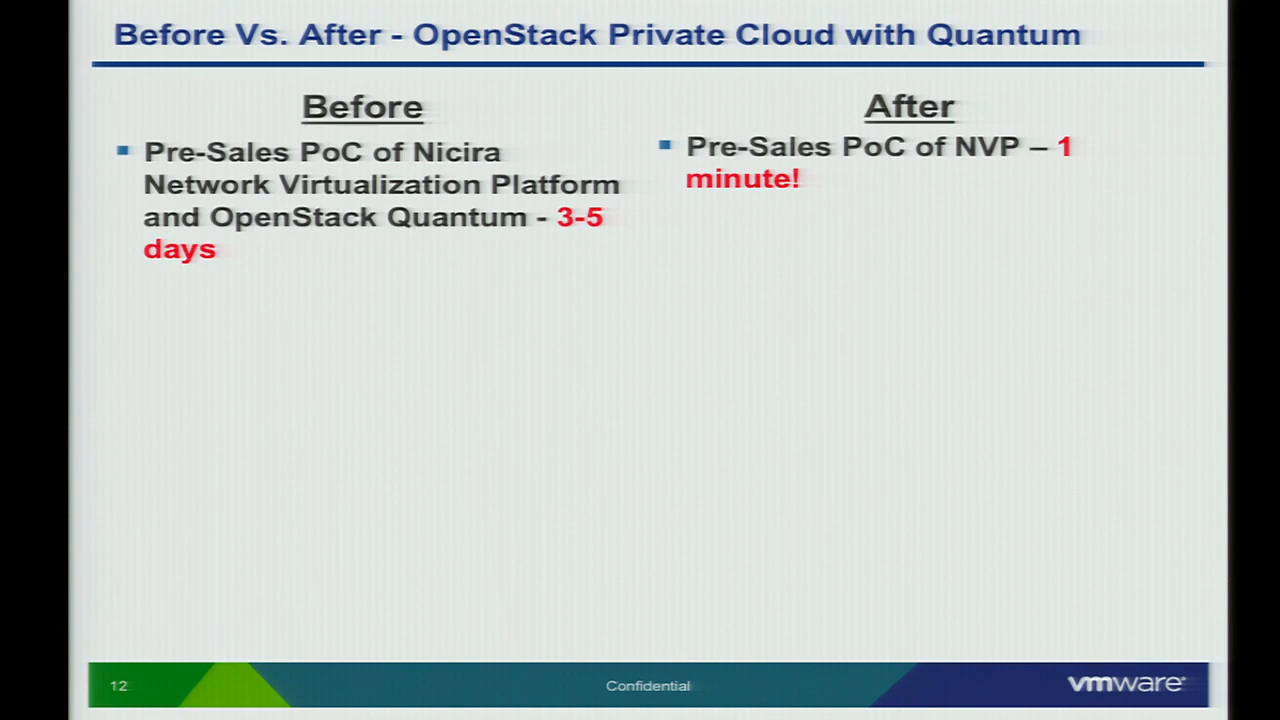 Before Vs. After - OpenStack Private Cloud with Quantum
Before
▪ Pre-Sales PoC of Nicira
Network Virtualization Platform
and OpenStack Quantum - 3-5
days
After
▪ Pre-Sales PoC of NVP – 1
minute!
12
Confidential
vmware®